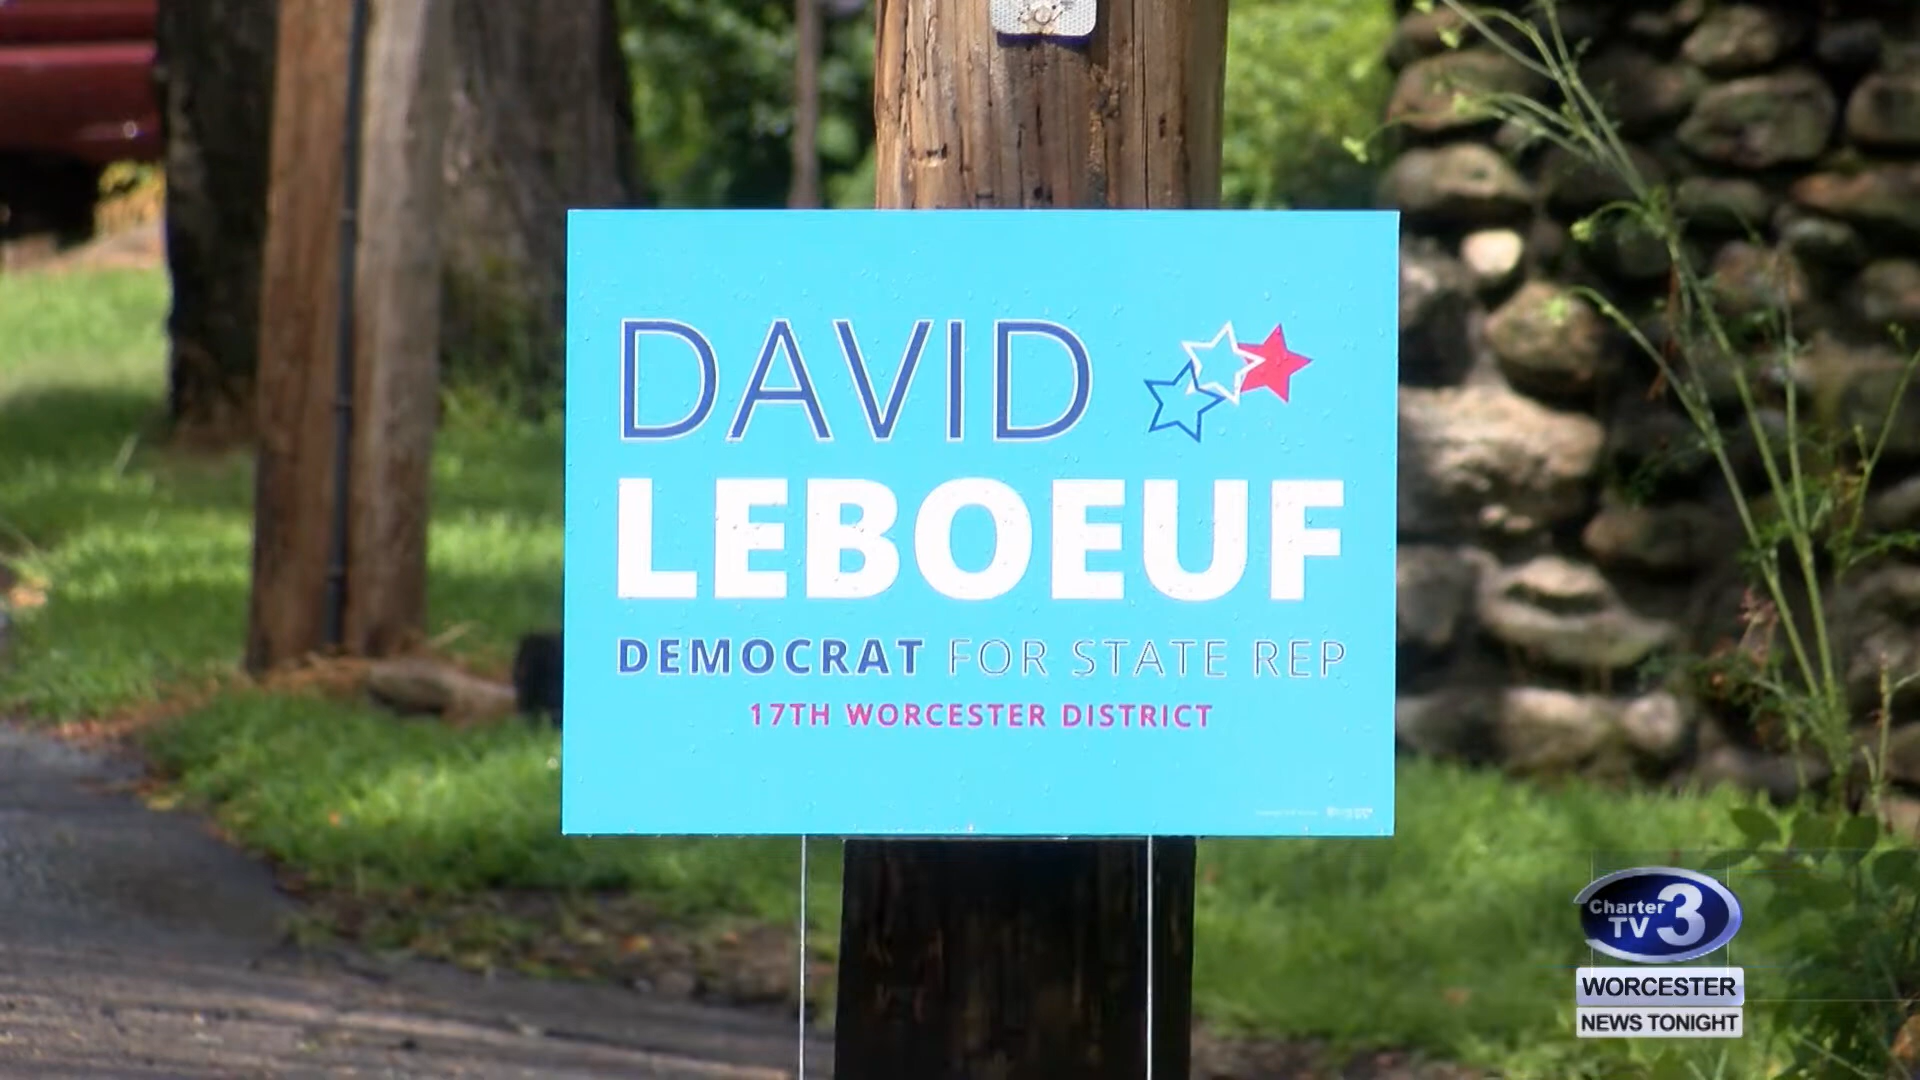 DAVID
LEBOEUF
DEMOCRAT FOR STATE REP
17TH WORCESTER DISTRICT
Charter
TV 3
WORCESTER
NEWS TONIGHT